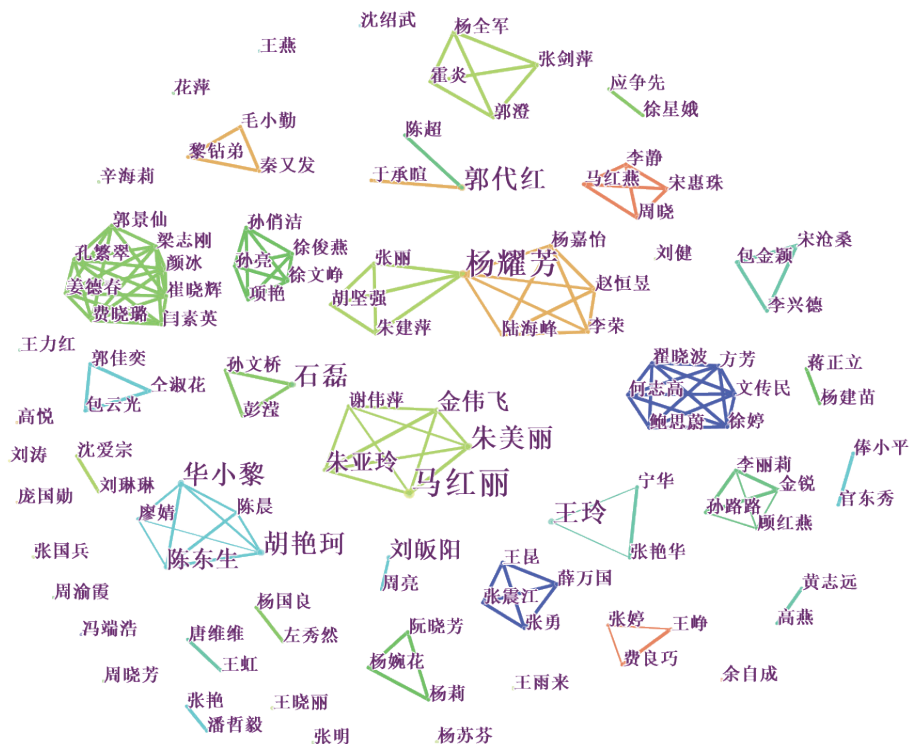 沈绍武
杨全军
王燕
张剑萍
霍炎
花萍
应争先
郭澄
徐星娥
毛小勤
陈超
黎钻弟
秦又发
李静
于承暄
郭代红
马红燕
宋惠珠
辛海莉
周晓
郭景仙
孙俏洁
梁志刚
徐俊燕
杨嘉怡
刘健
宋沧桑
孔繁翠
颜冰
孙亮
张丽
杨耀芳
包金颖
徐文峥
赵恒昱
姜德春
崔晓辉
项艳
胡坚强
李兴德
费晓璐
闫素英
朱建萍
陆海峰
李荣
王力红
郭佳奕
孙文桥
石磊
翟晓波
方芳
蒋正立
仝淑花
何志高
文传民
包云光
彭滢
谢伟萍
金伟飞
杨建苗
高悦
鲍思蔚
徐婷
朱美丽
刘涛
沈爱宗
俸小平
华小黎
朱亚玲
马红丽
李丽莉
庞国勋
刘琳琳
宁华
金锐
陈晨
王玲
孙路路
官东秀
廖婧
顾红燕
张国兵
陈东生
胡艳珂
刘皈阳
张艳华
王昆
薛万国
周渝霞
周亮
张震江
黄志远
杨国良
张勇
张婷
王峥
高燕
冯端浩
唐维维
左秀然
阮晓芳
王虹
杨婉花
费良巧
周晓芳
王雨来
余自成
张艳
王晓丽
杨莉
潘哲毅
张明
杨苏芬